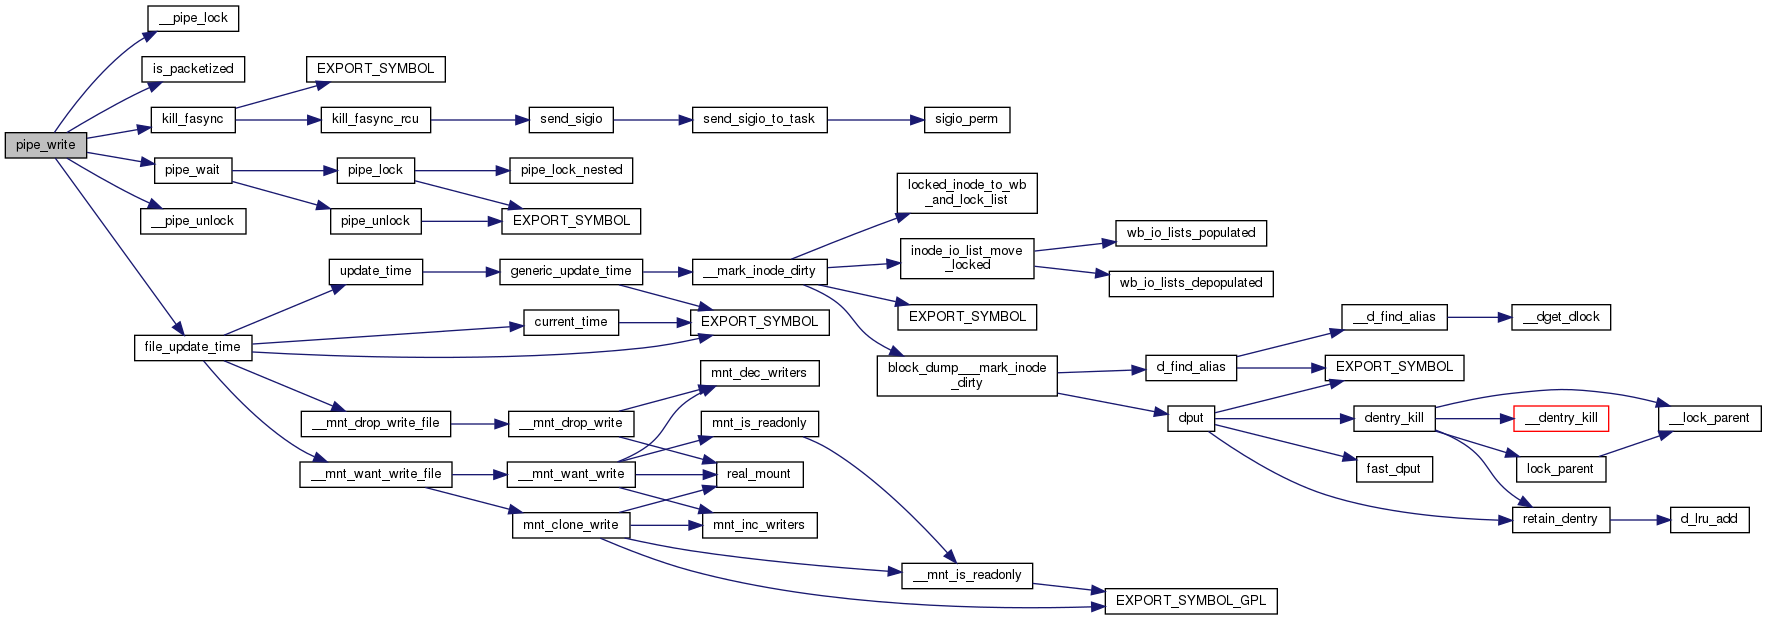 __pipe_lock
is_packetized
EXPORT_SYMBOL
kill_fasync
kill_fasync_rcu
send_sigio
send_sigio_to_task
sigio_perm
pipe_write
pipe_wait
pipe_lock
pipe_lock_nested
__pipe_unlock
pipe_unlock
EXPORT_SYMBOL
locked_inode_to_wb
_and_lock_list
update_time
generic_update_time
__mark_inode_dirty
inode_io_list_move
_locked
wb_io_lists_populated
wb_io_lists_depopulated
file_update_time
current_time
EXPORT_SYMBOL
EXPORT_SYMBOL
__d_find_alias
__dget_dlock
mnt_dec_writers
block_dump___mark_inode
_dirty
d_find_alias
EXPORT_SYMBOL
__mnt_drop_write_file
__mnt_drop_write
mnt_is_readonly
dput
dentry_kill
__dentry_kill
__lock_parent
__mnt_want_write_file
__mnt_want_write
real_mount
fast_dput
lock_parent
mnt_clone_write
mnt_inc_writers
retain_dentry
d_lru_add
__mnt_is_readonly
EXPORT_SYMBOL_GPL